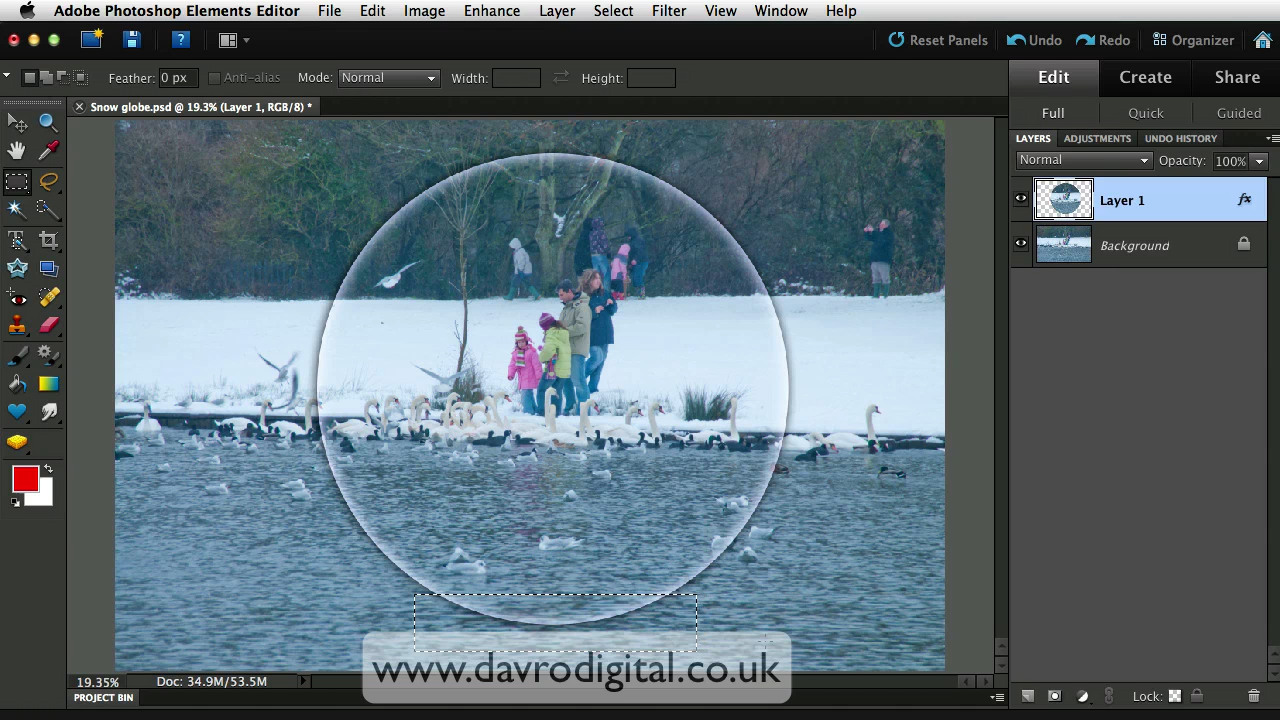 Adobe Photoshop Elements Editor File Edit Image Enhance Layer Select Filter View Window Help
? Reset Panels Undo Redo Organizer
Feather: 0 px Anti-alias Mode: Normal Width: Height:
Edit Create Share
Full Quick Guided
Snow globe.psd @ 19.3% (Layer 1, RGB/8) *
LAYERS ADJUSTMENTS UNDO HISTORY
Normal Opacity: 100%
Layer 1 fx
Background
www.davrodigital.co.uk
19.35% Doc: 34.9M/53.5M
PROJECT BIN
Lock: